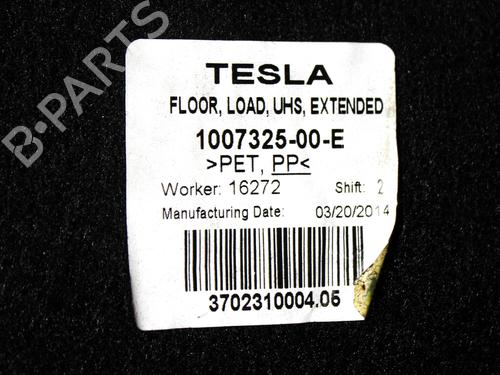 B-PARTS
TESLA
FLOOR, LOAD, UHS, EXTENDED
1007325-00-E
>PET, PP<
Worker: 16272 Shift: 2
Manufacturing Date: 03/20/2014
3702310004.05